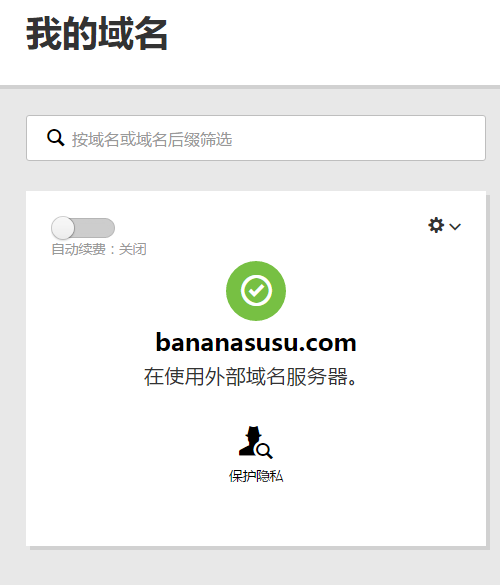 我的域名
按域名或域名后缀筛选
自动续费：关闭
bananasusu.com
在使用外部域名服务器。
保护隐私